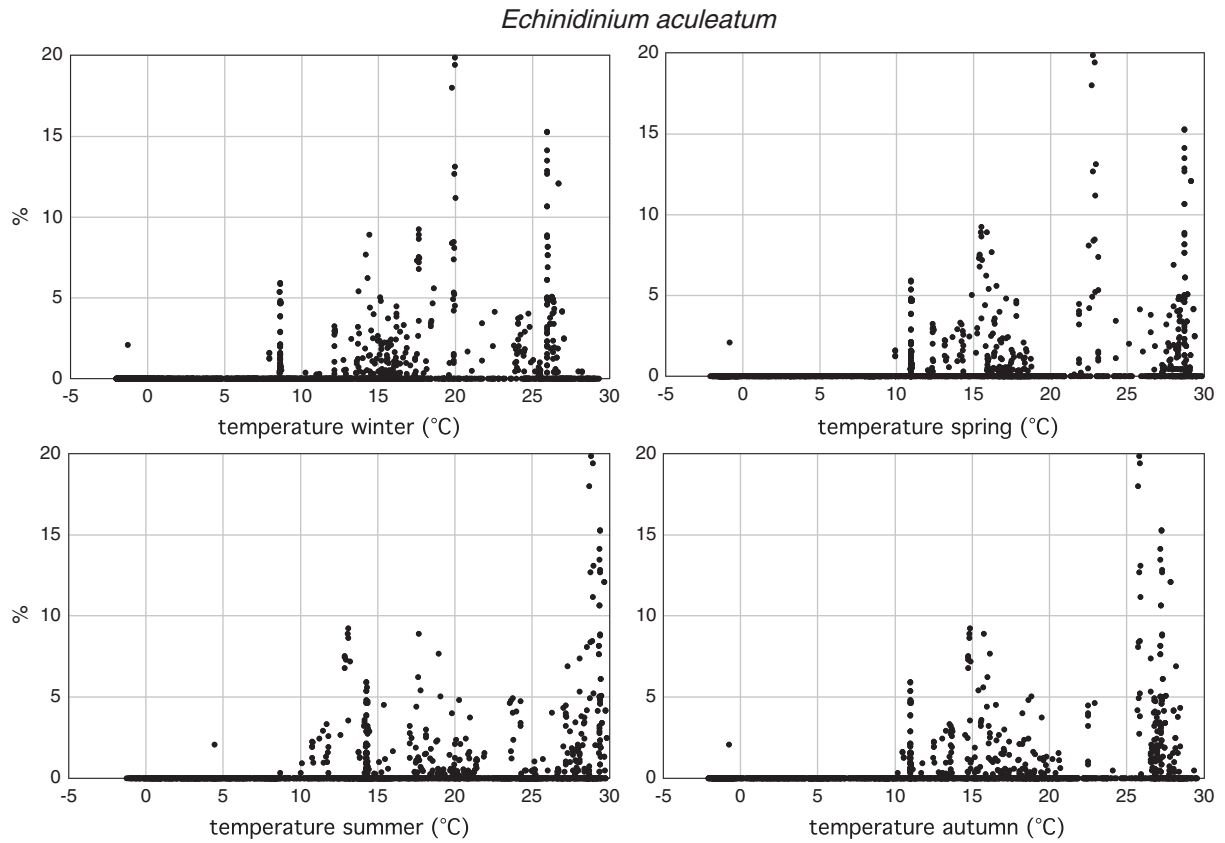 Echinidinium aculeatum
20
15
10
5
0
%
-5 0 5 10 15 20 25 30
temperature winter (°C)
20
15
10
5
0
-5 0 5 10 15 20 25 30
temperature spring (°C)
20
15
10
5
0
%
-5 0 5 10 15 20 25 30
temperature summer (°C)
20
15
10
5
0
-5 0 5 10 15 20 25 30
temperature autumn (°C)